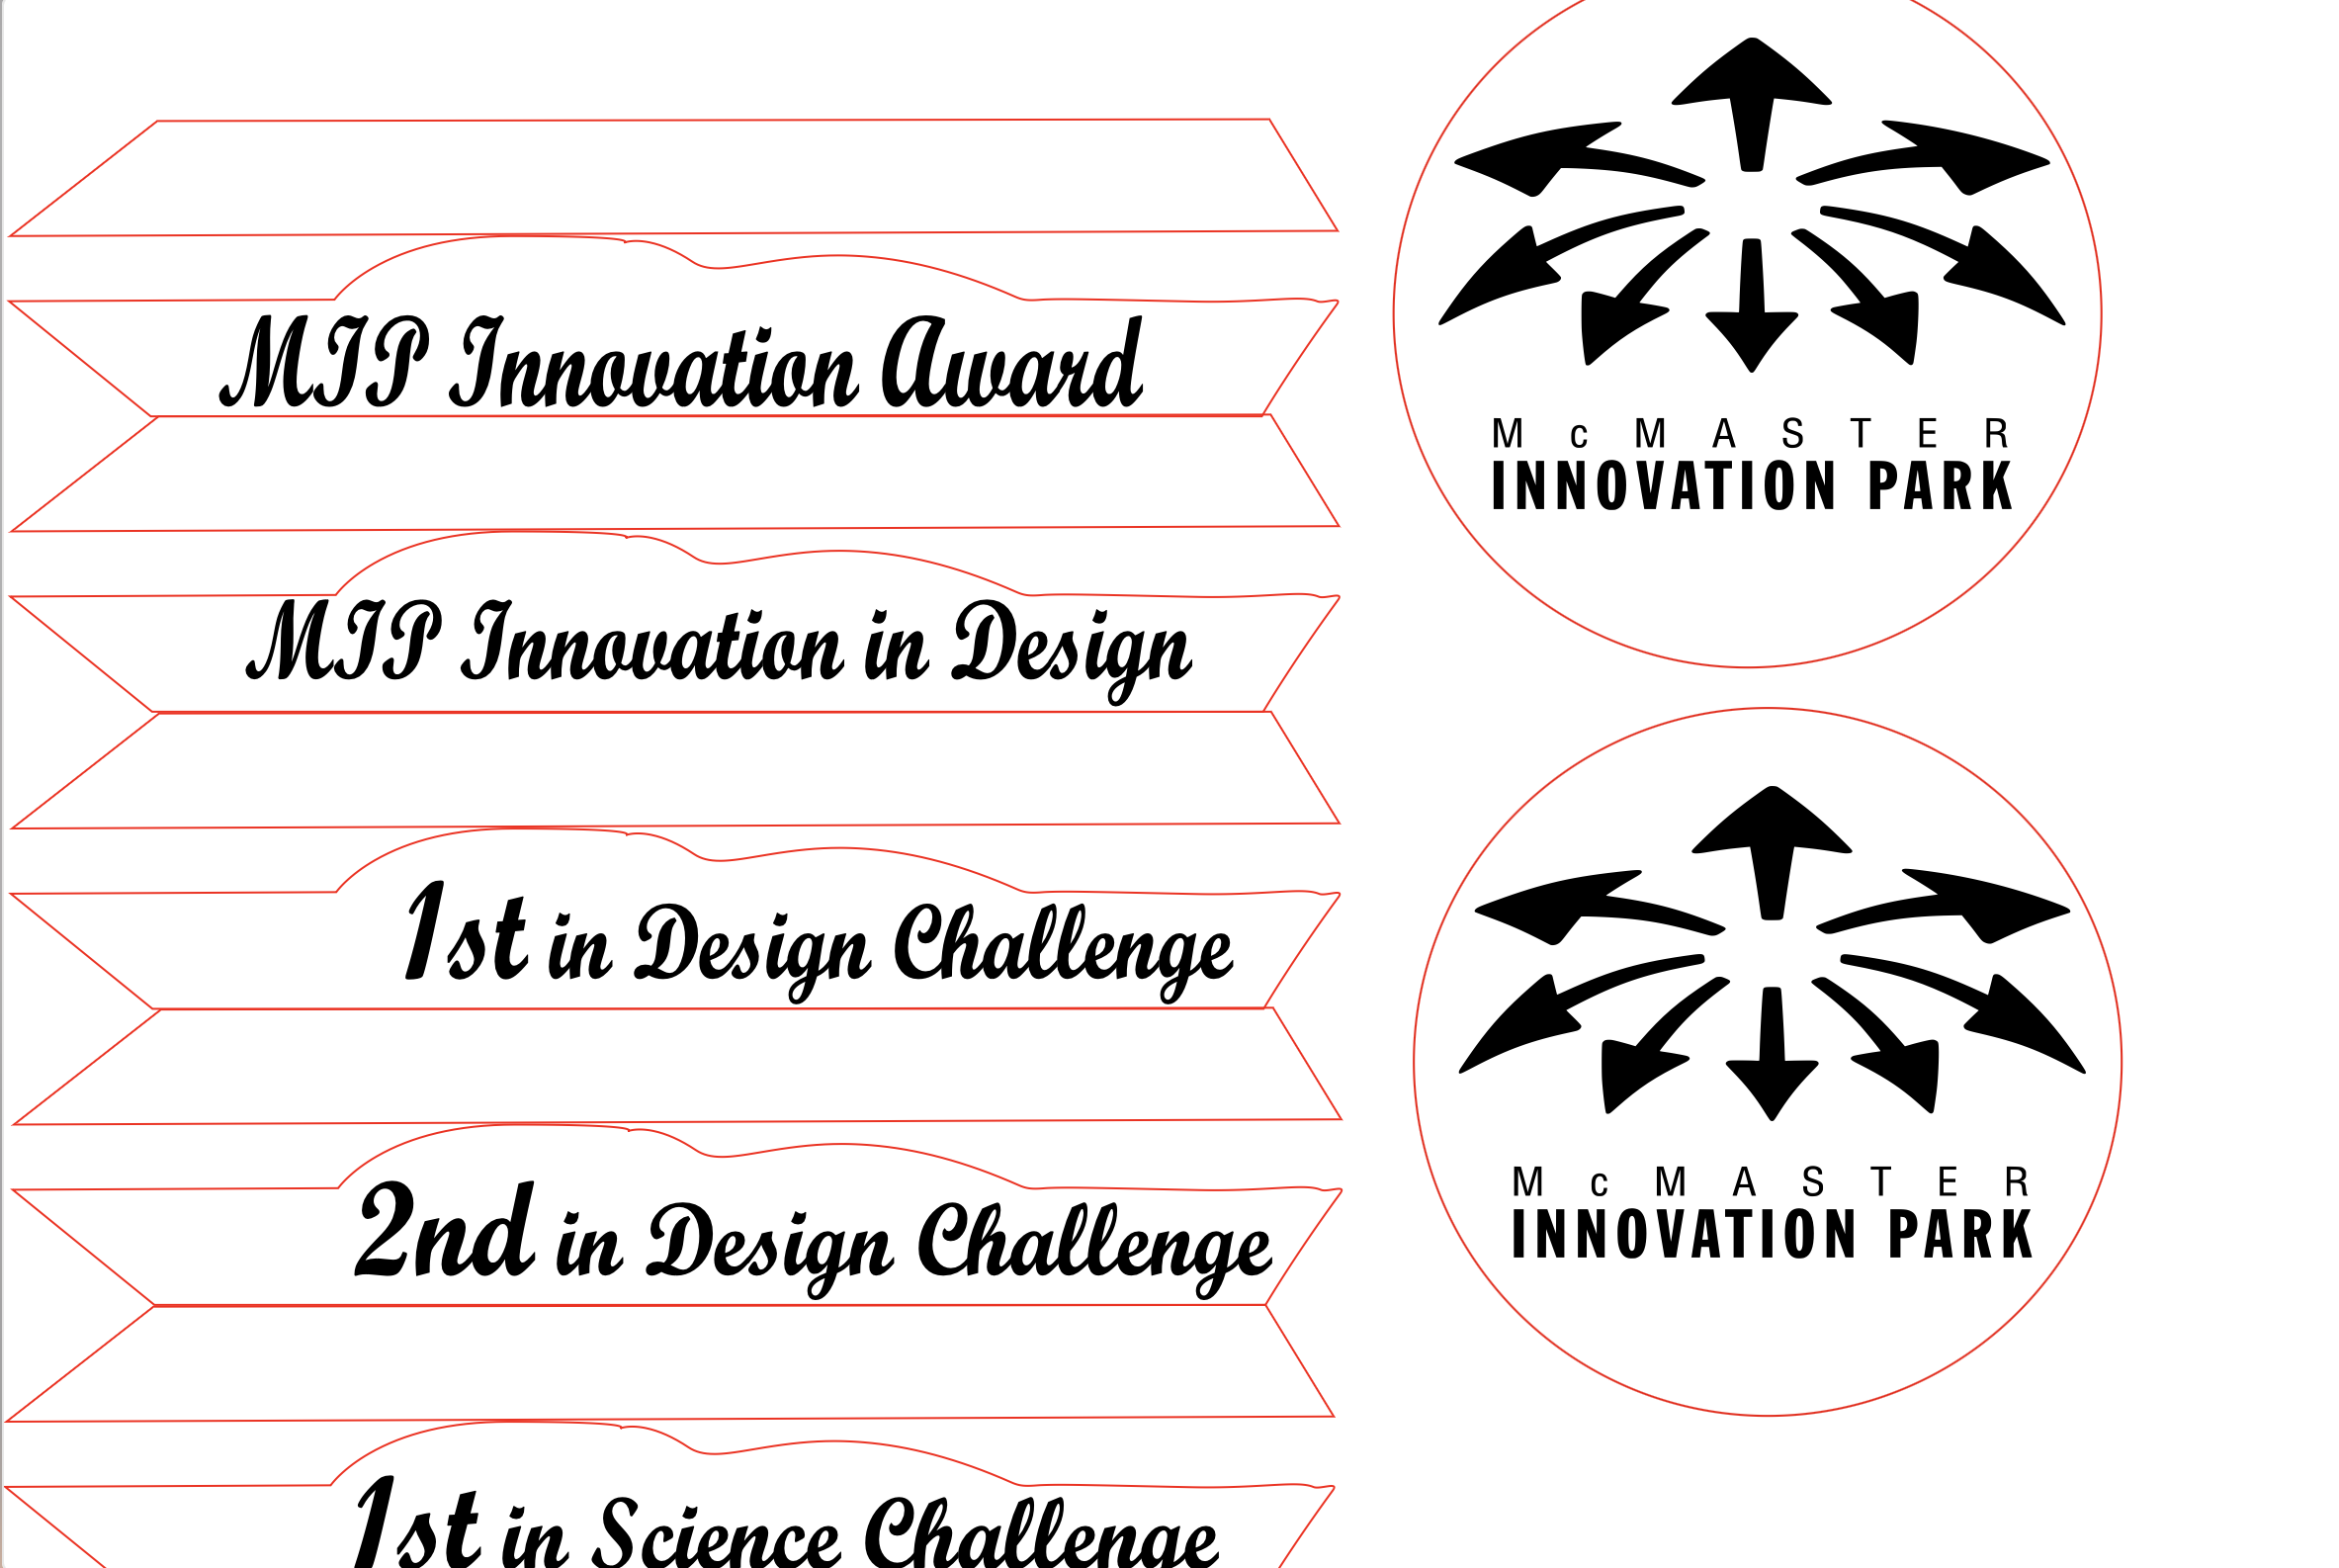 MIP Innovation Award
MIP Innovation in Design
1st in Design Challenge
2nd in Design Challenge
1st in Science Challenge
McMASTER
INNOVATION PARK
McMASTER
INNOVATION PARK